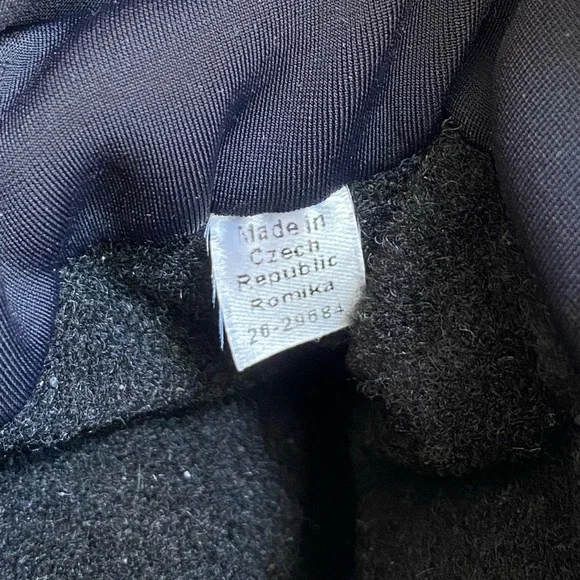 Made in
Czech
Republic
Romika
26-29684